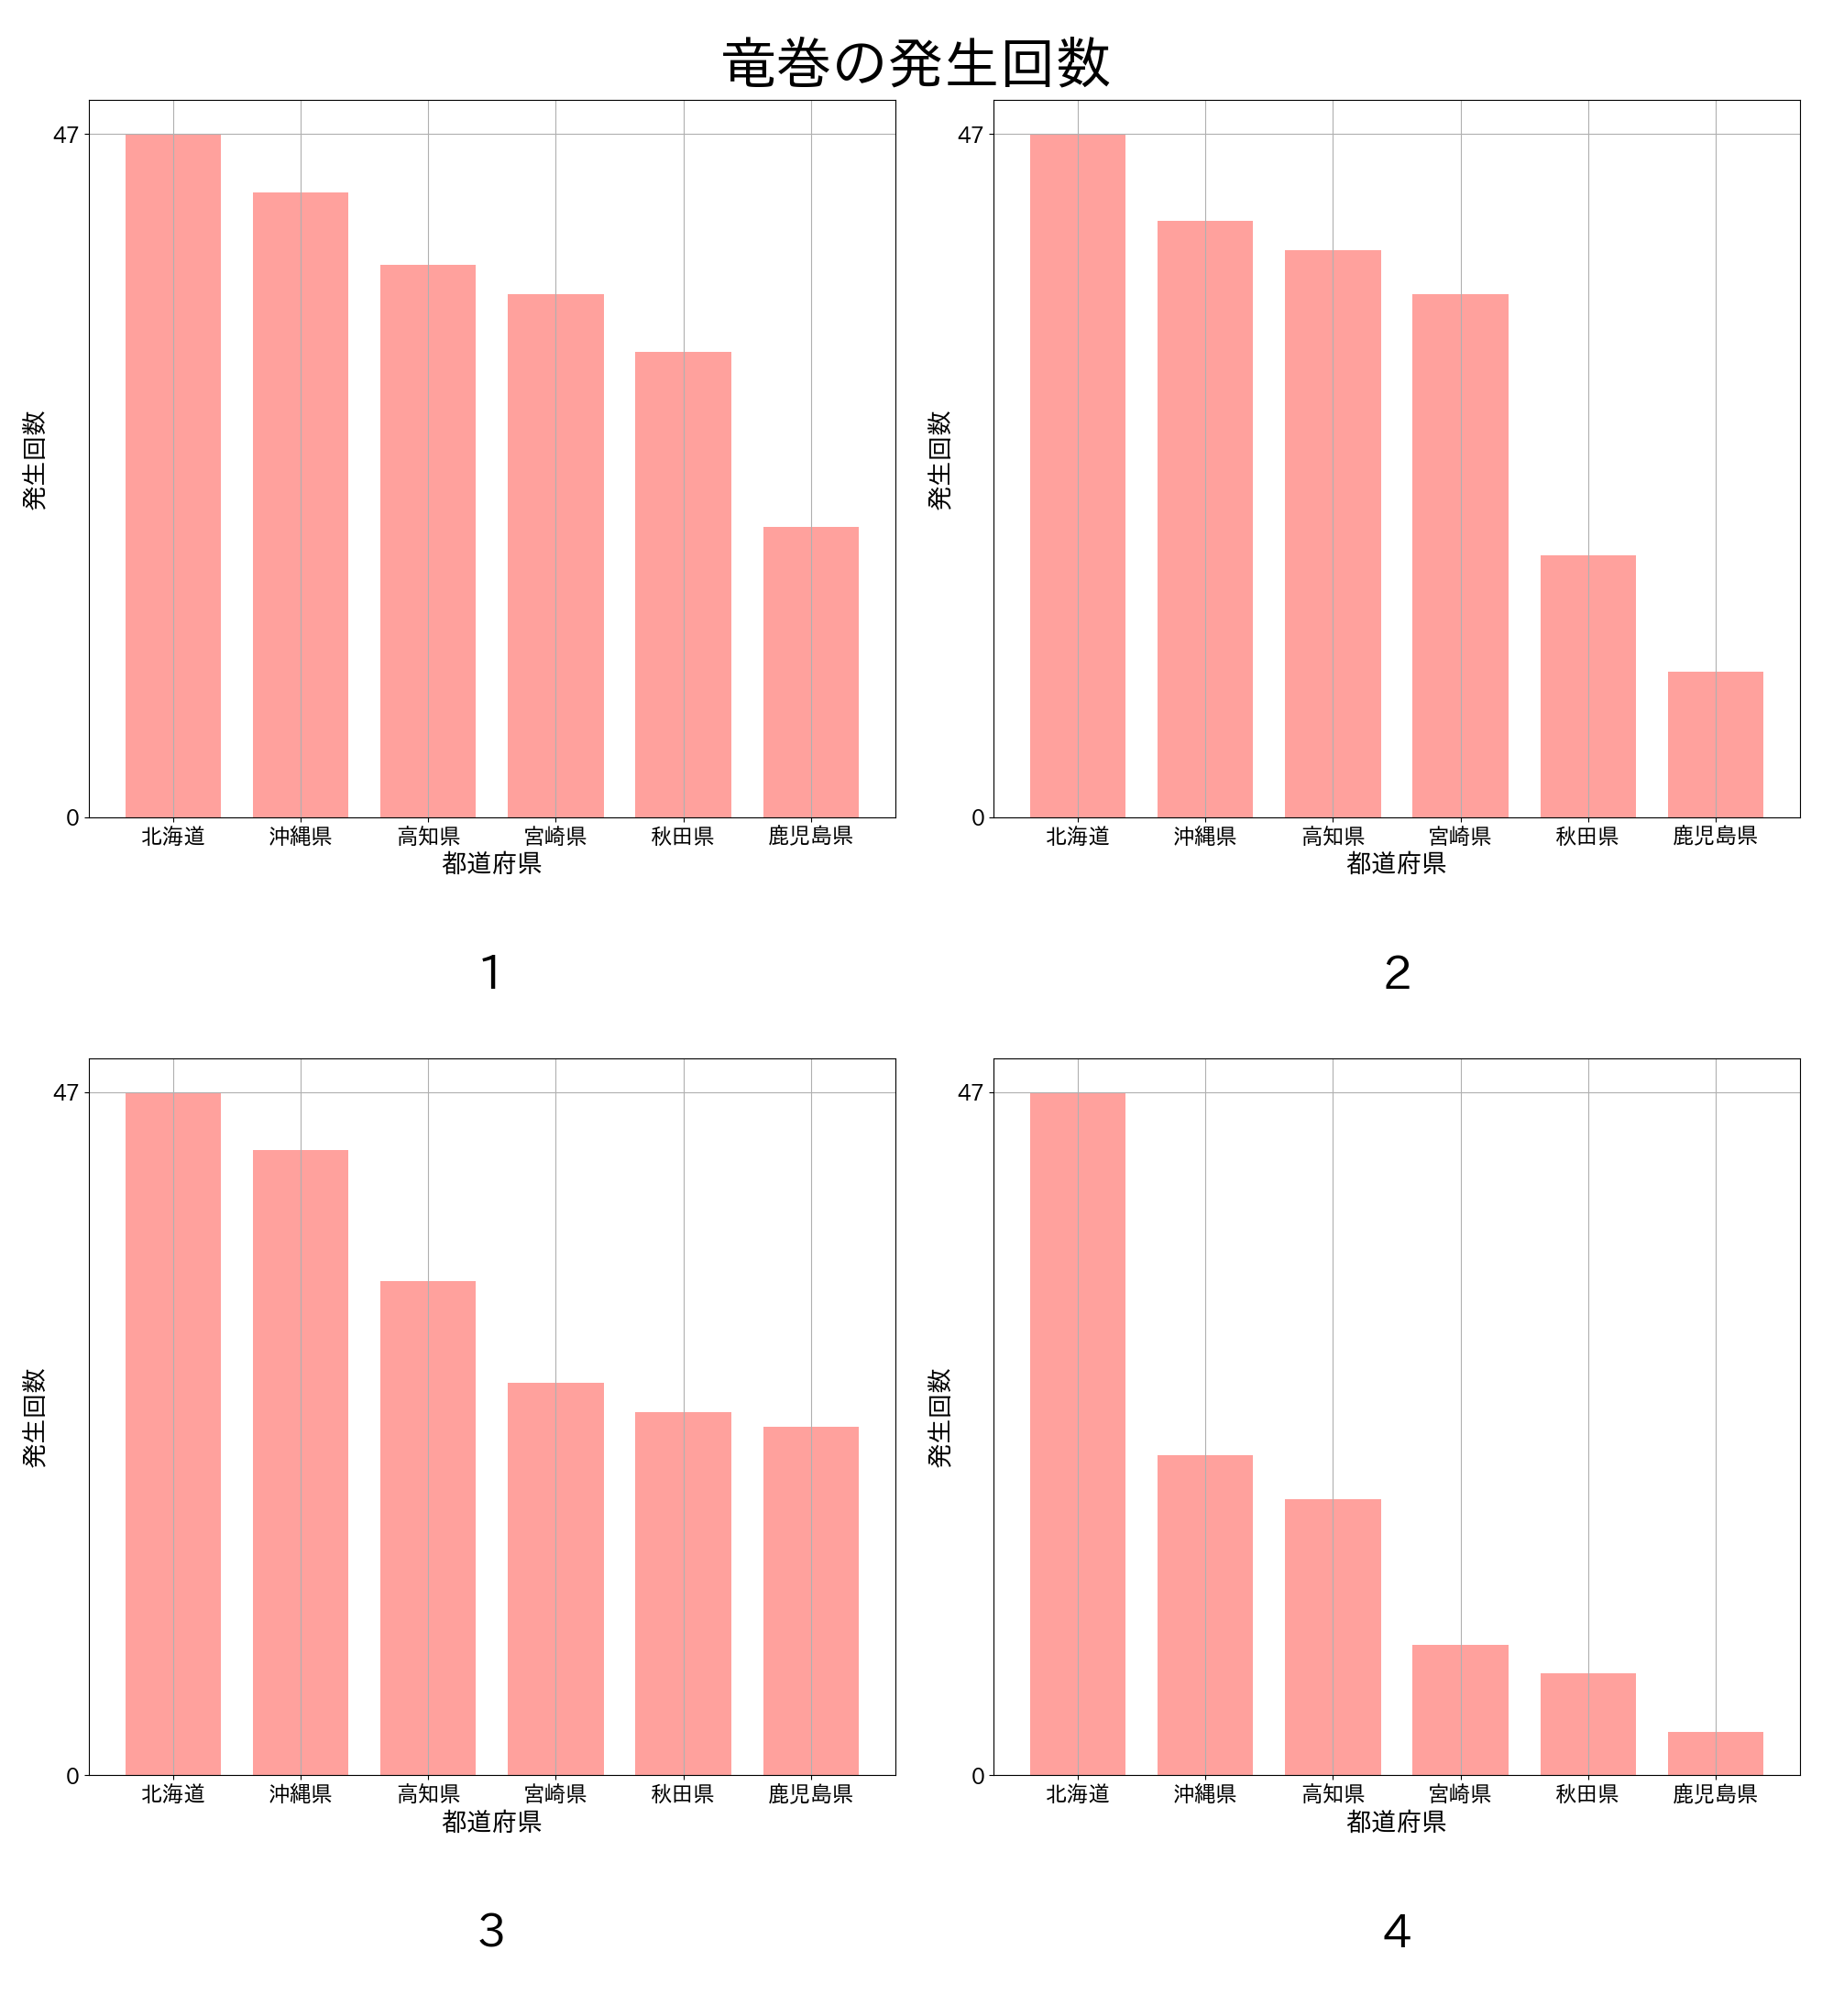 竜巻の発生回数
47
0
発生回数
北海道 沖縄県 高知県 宮崎県 秋田県 鹿児島県
都道府県
1
47
0
発生回数
北海道 沖縄県 高知県 宮崎県 秋田県 鹿児島県
都道府県
2
47
0
発生回数
北海道 沖縄県 高知県 宮崎県 秋田県 鹿児島県
都道府県
3
47
0
発生回数
北海道 沖縄県 高知県 宮崎県 秋田県 鹿児島県
都道府県
4